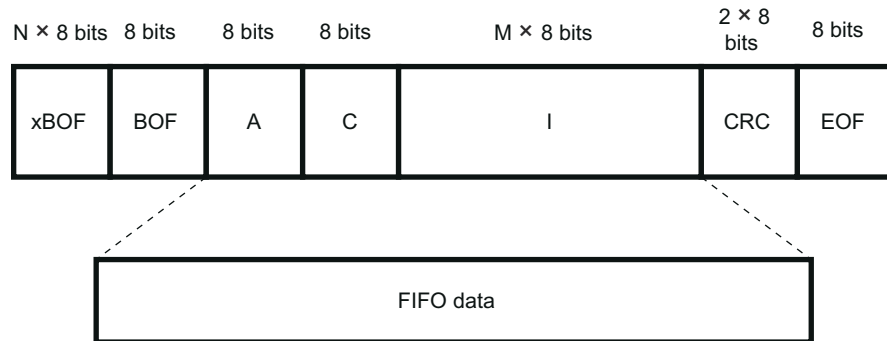 N × 8 bits 8 bits 8 bits 8 bits M × 8 bits 2 × 8 bits 8 bits
xBOF BOF A C I CRC EOF
FIFO data